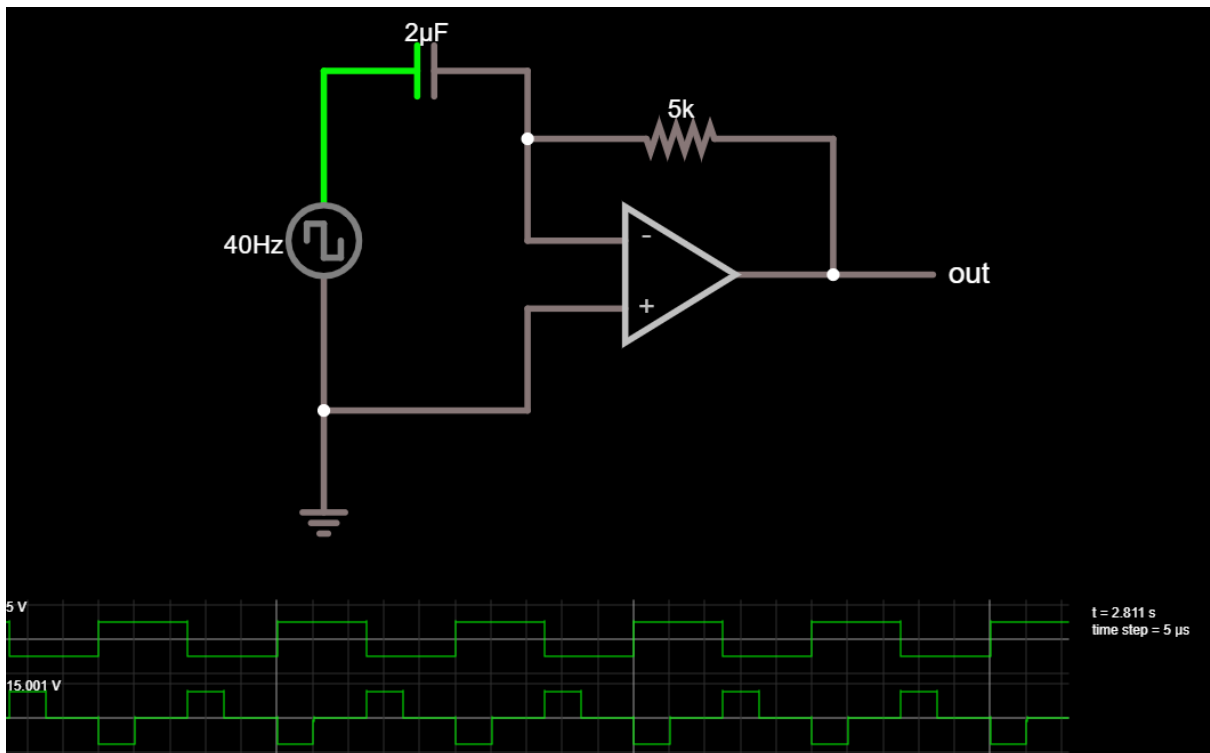 2µF
5k
-
40Hz
+
out
5 V
t = 2.811 s
time step = 5 µs
15.001 V